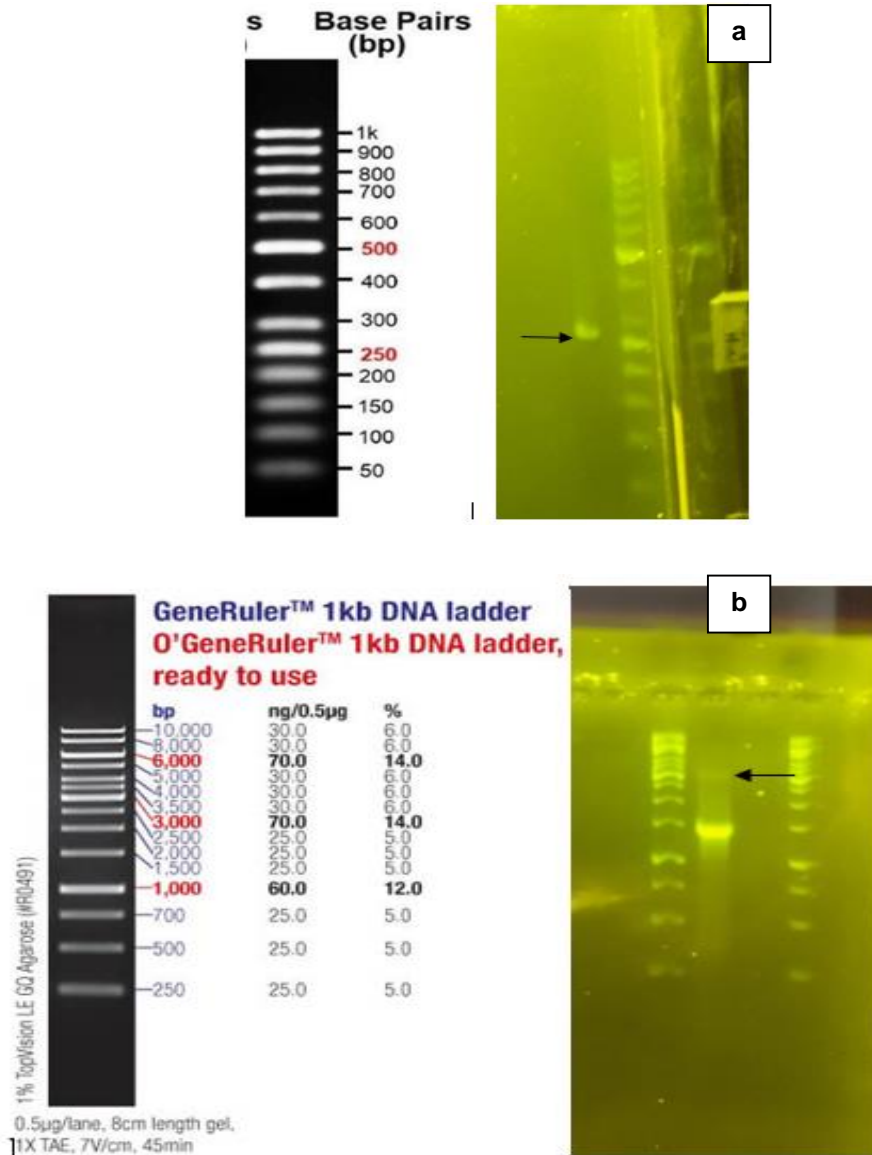 s Base Pairs
(bp)
a
1k
900
800
700
600
500
400
300
250
200
150
100
50
b
GeneRuler™ 1kb DNA ladder
O'GeneRuler™ 1kb DNA ladder,
ready to use
bp ng/0.5µg %
10,000 30.0 6.0
8,000 30.0 6.0
6,000 70.0 14.0
5,000 30.0 6.0
4,000 30.0 6.0
3,500 30.0 6.0
3,000 70.0 14.0
2,500 25.0 5.0
2,000 25.0 5.0
1,500 25.0 5.0
1,000 60.0 12.0
700 25.0 5.0
500 25.0 5.0
250 25.0 5.0
1% TopVision LE GQ Agarose (#R0491)
0.5µg/lane, 8cm length gel,
1X TAE, 7V/cm, 45min